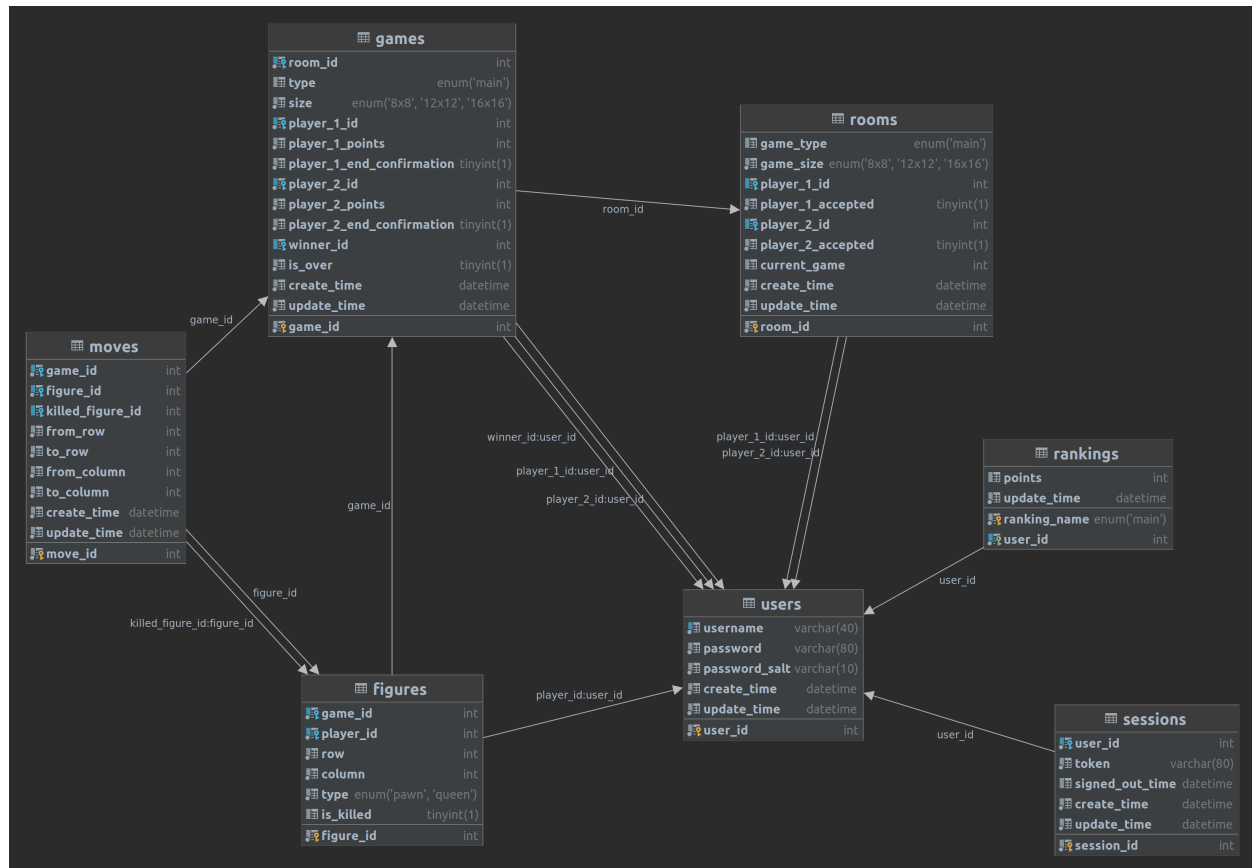 games
room_id int
type enum('main')
size enum('8x8', '12x12', '16x16')
player_1_id int
player_1_points int
player_1_end_confirmation tinyint(1)
player_2_id int
player_2_points int
player_2_end_confirmation tinyint(1)
winner_id int
is_over tinyint(1)
create_time datetime
update_time datetime
game_id int
rooms
game_type enum('main')
game_size enum('8x8', '12x12', '16x16')
player_1_id int
player_1_accepted tinyint(1)
player_2_id int
player_2_accepted tinyint(1)
current_game int
create_time datetime
update_time datetime
room_id int
room_id
game_id
moves
game_id int
figure_id int
killed_figure_id int
from_row int
to_row int
from_column int
to_column int
create_time datetime
update_time datetime
move_id int
winner_id:user_id
player_1_id:user_id
player_2_id:user_id
player_1_id:user_id
player_2_id:user_id
rankings
points int
update_time datetime
ranking_name enum('main')
user_id int
game_id
figure_id
killed_figure_id:figure_id
user_id
users
username varchar(40)
password varchar(80)
password_salt varchar(10)
create_time datetime
update_time datetime
user_id int
figures
game_id int
player_id int
row int
column int
type enum('pawn', 'queen')
is_killed tinyint(1)
figure_id int
player_id:user_id
user_id
sessions
user_id int
token varchar(80)
signed_out_time datetime
create_time datetime
update_time datetime
session_id int